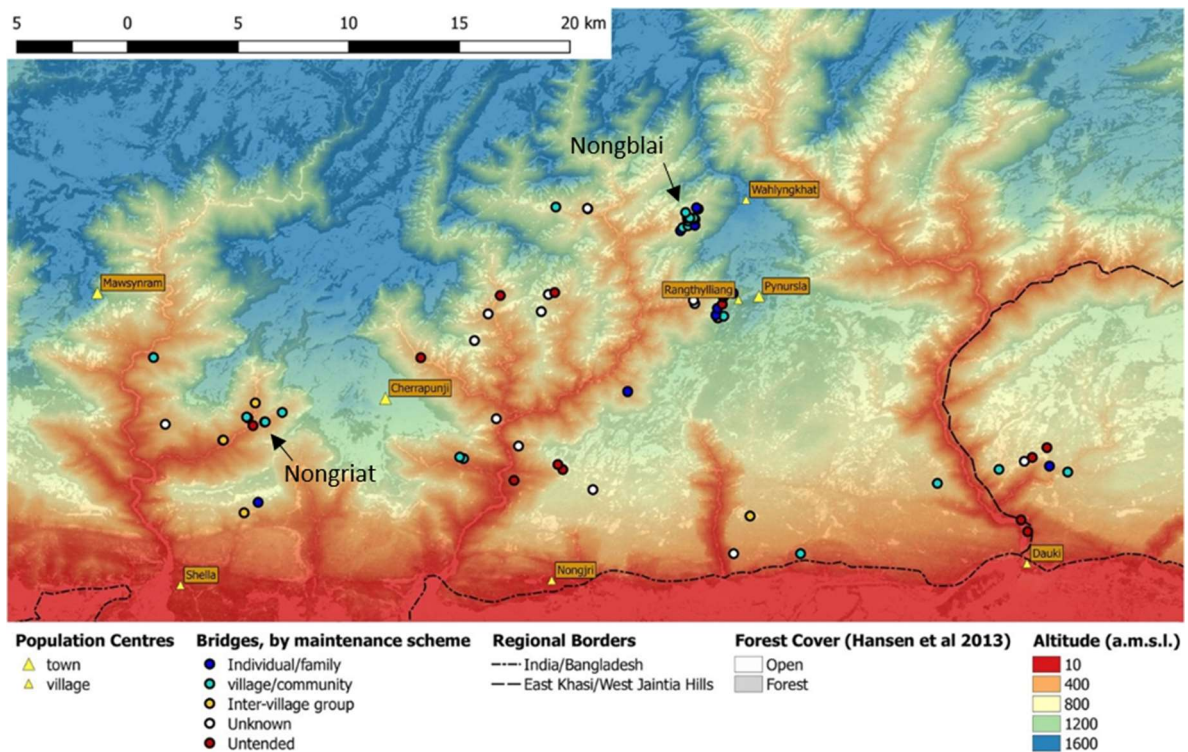 5 0 5 10 15 20 km
Nongblai
Wahlyngkhat
Mawsynram
Rangthylliang
Pynursla
Cherrapunji
Nongriat
Dauki
Shella
Nongjri
Population Centres
town
village
Bridges, by maintenance scheme
Individual/family
village/community
Inter-village group
Unknown
Untended
Regional Borders
India/Bangladesh
East Khasi/West Jaintia Hills
Forest Cover (Hansen et al 2013)
Open
Forest
Altitude (a.m.s.l.)
10
400
800
1200
1600